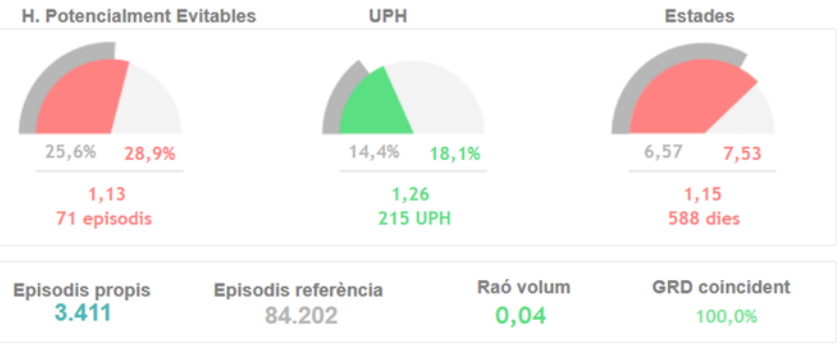 H. Potencialment Evitables UPH Estades
25,6% 28,9% 14,4% 18,1% 6,57 7,53
1,13 1,26 1,15
71 episodis 215 UPH 588 dies
Episodis propis Episodis referència Raó volum GRD coincident
3.411 84.202 0,04 100,0%